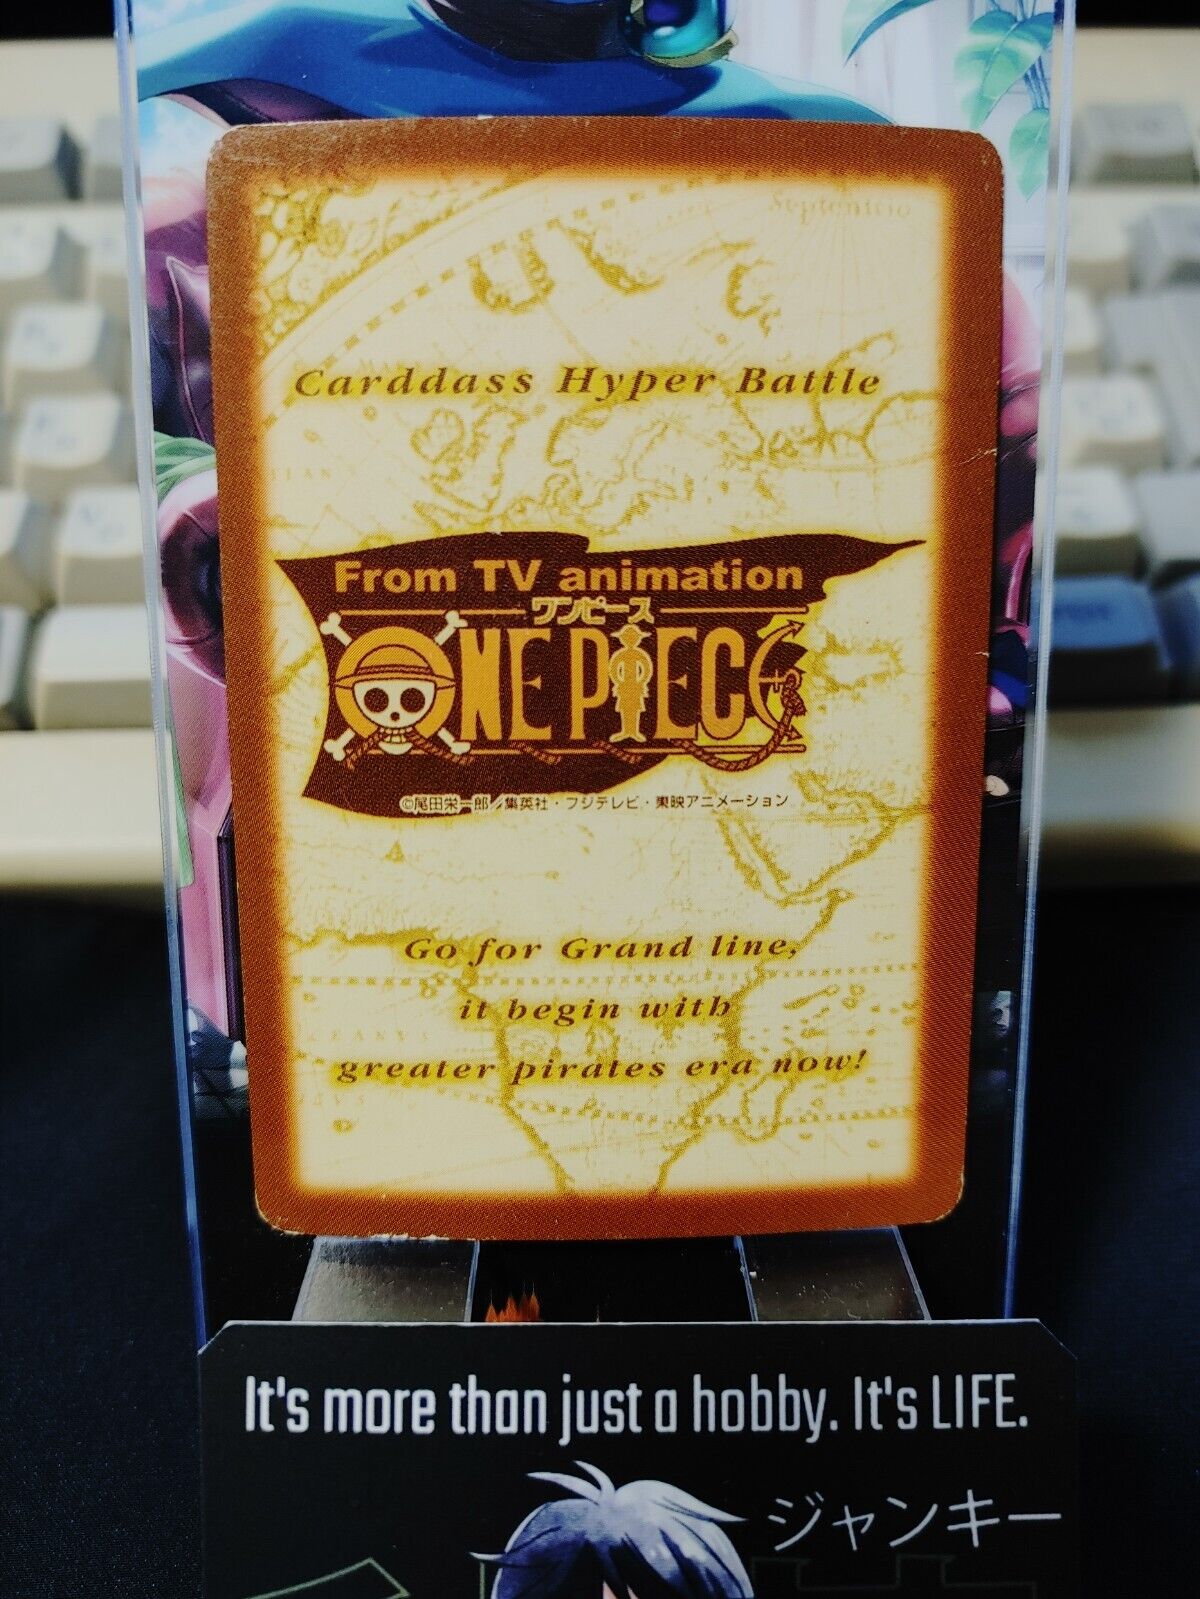 Septentrio
Carddass Hyper Battle
From TV animation
ワンピース
ONE PIECE
©尾田栄一郎／集英社・フジテレビ・東映アニメーション
Go for Grand line,
it begin with
greater pirates era now!
It's more than just a hobby. It's LIFE.
ジャンキー